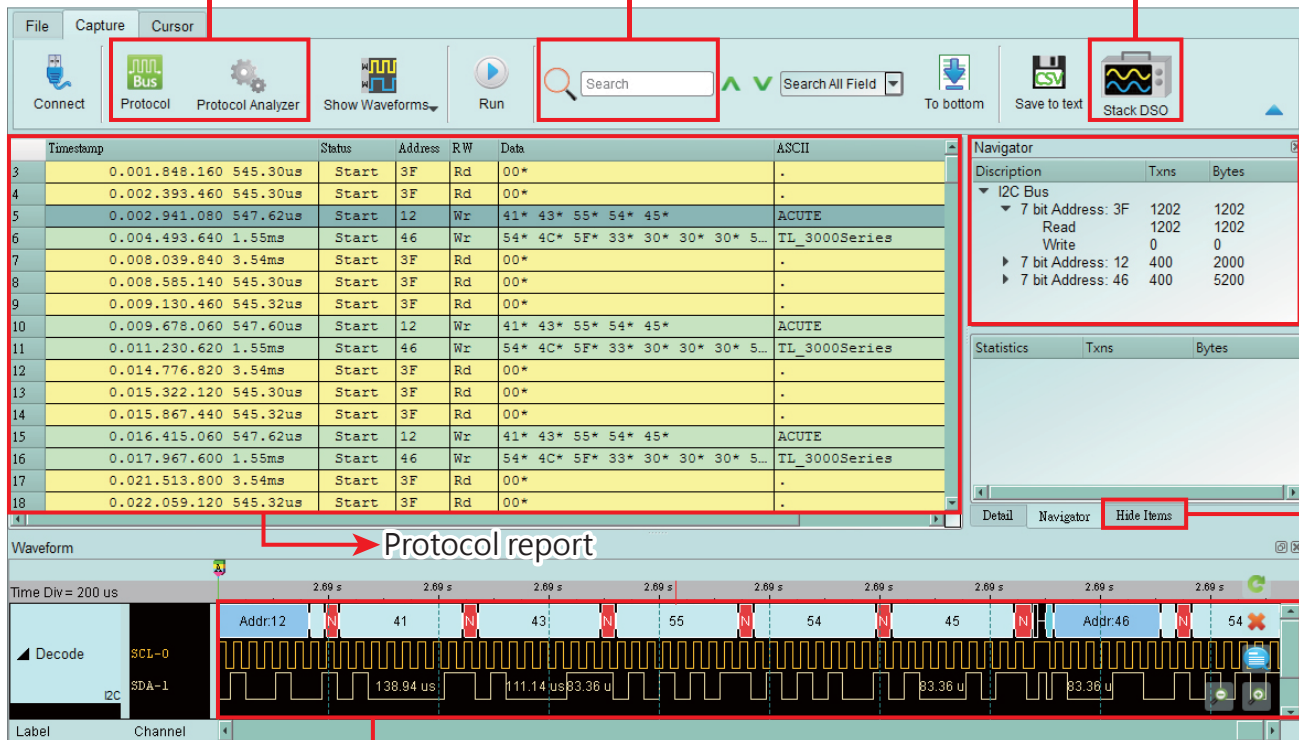 File Capture Cursor
Connect Protocol Protocol Analyzer Show Waveforms Run Search Search All Field To bottom Save to text Stack DSO
Bus
CSV
Timestamp Status Address RW Data ASCII
3 0.001.848.160 545.30us Start 3F Rd 00* .
4 0.002.393.460 545.30us Start 3F Rd 00* .
5 0.002.941.080 547.62us Start 12 Wr 41* 43* 55* 54* 45* ACUTE
6 0.004.493.640 1.55ms Start 46 Wr 54* 4C* 5F* 33* 30* 30* 30* 5... TL_3000Series
7 0.008.039.840 3.54ms Start 3F Rd 00* .
8 0.008.585.140 545.30us Start 3F Rd 00* .
9 0.009.130.460 545.32us Start 3F Rd 00* .
10 0.009.678.060 547.60us Start 12 Wr 41* 43* 55* 54* 45* ACUTE
11 0.011.230.620 1.55ms Start 46 Wr 54* 4C* 5F* 33* 30* 30* 30* 5... TL_3000Series
12 0.014.776.820 3.54ms Start 3F Rd 00* .
13 0.015.322.120 545.30us Start 3F Rd 00* .
14 0.015.867.440 545.32us Start 3F Rd 00* .
15 0.016.415.060 547.62us Start 12 Wr 41* 43* 55* 54* 45* ACUTE
16 0.017.967.600 1.55ms Start 46 Wr 54* 4C* 5F* 33* 30* 30* 30* 5... TL_3000Series
17 0.021.513.800 3.54ms Start 3F Rd 00* .
18 0.022.059.120 545.32us Start 3F Rd 00* .
Navigator
Discription Txns Bytes
I2C Bus
7 bit Address: 3F 1202 1202
Read 1202 1202
Write 0 0
7 bit Address: 12 400 2000
7 bit Address: 46 400 5200
Statistics Txns Bytes
Detail Navigator Hide Items
Protocol report
Waveform
A
Time Div = 200 us 2.69 s 2.69 s 2.69 s 2.69 s 2.69 s 2.69 s 2.69 s 2.69 s 2.69 s
Addr:12 N 41 N 43 N 55 N 54 N 45 N Addr:46 N 54
Decode SCL-0
I2C SDA-1 138.94 us 111.14 us 83.36 u 83.36 u 83.36 u
Label Channel